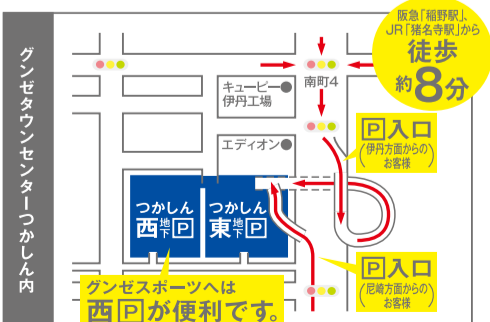 グンゼタウンセンターつかしん内
阪急「稲野駅」、
JR「猪名寺駅」から
徒歩
約8分
南町4
キューピー
伊丹工場
エディオン
P入口
(伊丹方面からの
お客様)
つかしん
西地下P
つかしん
東地下P
P入口
(尼崎方面からの
お客様)
グンゼスポーツへは
西Pが便利です。